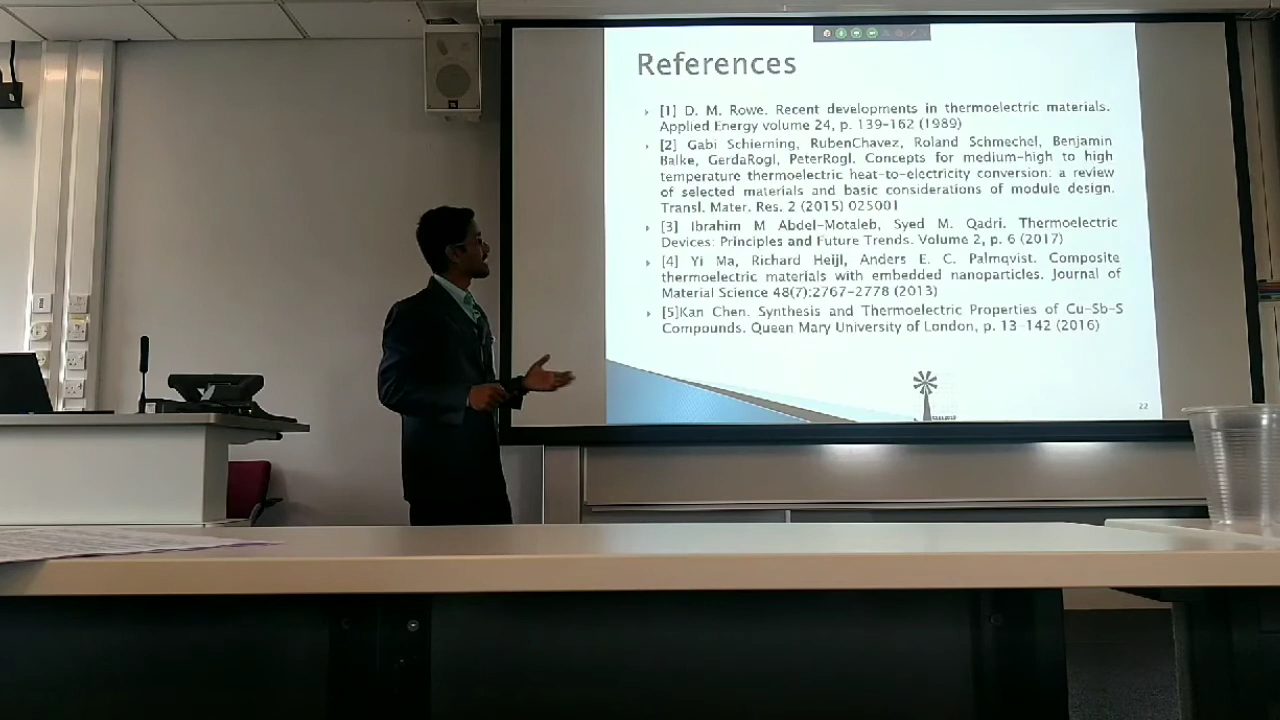 References
[1] D. M. Rowe. Recent developments in thermoelectric materials.
Applied Energy volume 24, p. 139-162 (1989)
[2] Gabi Schierning, RubenChavez, Roland Schmechel, Benjamin
Balke, GerdaRogl, PeterRogl. Concepts for medium-high to high
temperature thermoelectric heat-to-electricity conversion: a review
of selected materials and basic considerations of module design.
Transl. Mater. Res. 2 (2015) 025001
[3] Ibrahim M Abdel-Motaleb, Syed M. Qadri. Thermoelectric
Devices: Principles and Future Trends. Volume 2, p. 6 (2017)
[4] Yi Ma, Richard Heijl, Anders E. C. Palmqvist. Composite
thermoelectric materials with embedded nanoparticles. Journal of
Material Science 48(7):2767-2778 (2013)
[5]Kan Chen. Synthesis and Thermoelectric Properties of Cu-Sb-S
Compounds. Queen Mary University of London, p. 13-142 (2016)
22